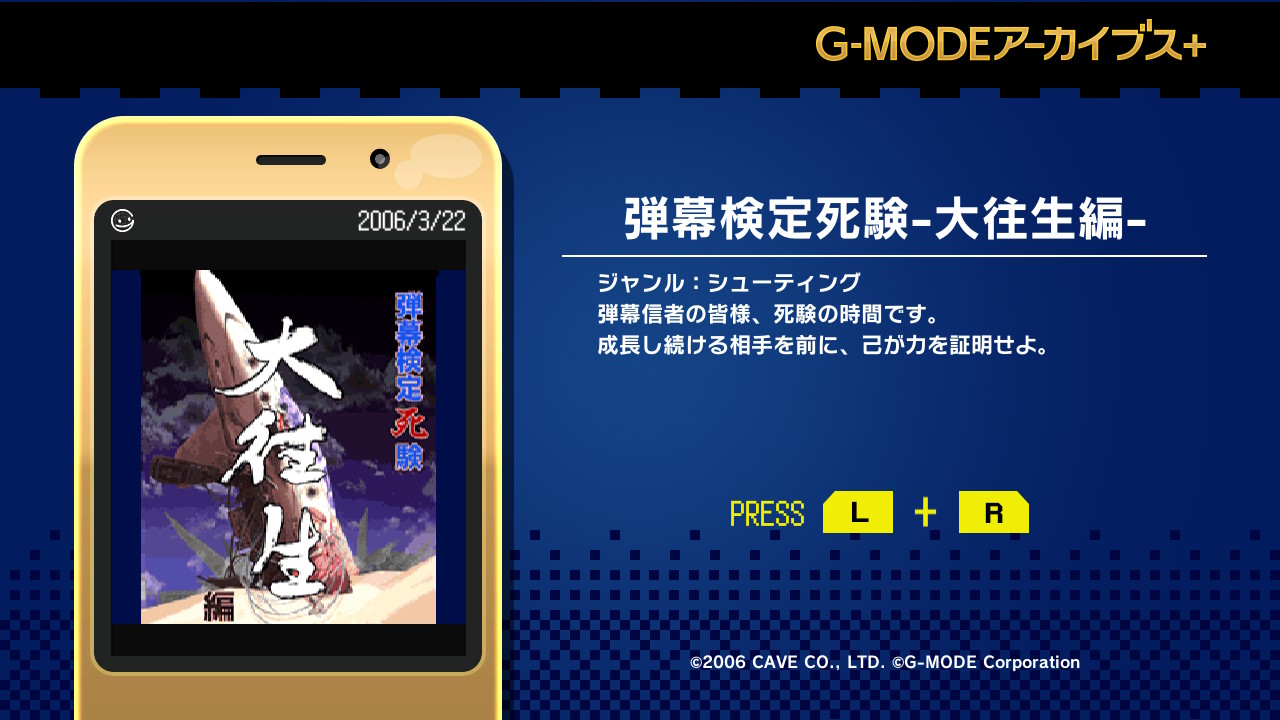 G-MODEアーカイブス+
2006/3/22
弾幕検定死験
大往生
編
弾幕検定死験-大往生編-
ジャンル：シューティング
弾幕信者の皆様、死験の時間です。
成長し続ける相手を前に、己が力を証明せよ。
PRESS L + R
©2006 CAVE CO., LTD. ©G-MODE Corporation